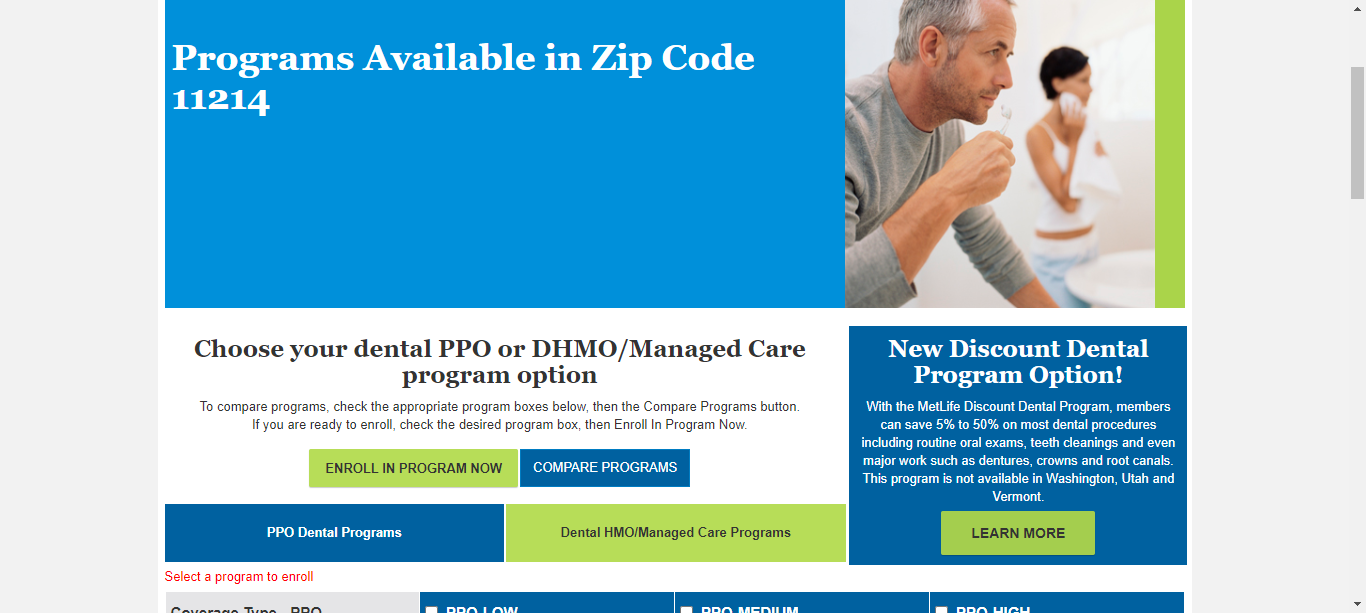 Programs Available in Zip Code
11214
Choose your dental PPO or DHMO/Managed Care
program option
To compare programs, check the appropriate program boxes below, then the Compare Programs button.
If you are ready to enroll, check the desired program box, then Enroll In Program Now.
ENROLL IN PROGRAM NOW
COMPARE PROGRAMS
New Discount Dental
Program Option!
With the MetLife Discount Dental Program, members
can save 5% to 50% on most dental procedures
including routine oral exams, teeth cleanings and even
major work such as dentures, crowns and root canals.
This program is not available in Washington, Utah and
Vermont.
LEARN MORE
PPO Dental Programs
Dental HMO/Managed Care Programs
Select a program to enroll
Coverage Type - PPO
PPO-LOW
PPO-MEDIUM
PPO-HIGH